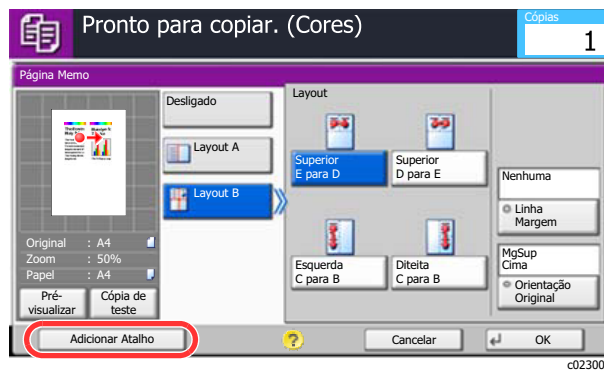 Pronto para copiar. (Cores)
Cópias
1
Página Memo
Original : A4
Zoom : 50%
Papel : A4
Pré-
visualizar
Cópia de
teste
Desligado
Layout A
Layout B
Layout
Superior
E para D
Superior
D para E
Esquerda
C para B
Diteita
C para B
Nenhuma
Linha
Margem
MgSup
Cima
Orientação
Original
Adicionar Atalho
?
Cancelar
OK
c02300